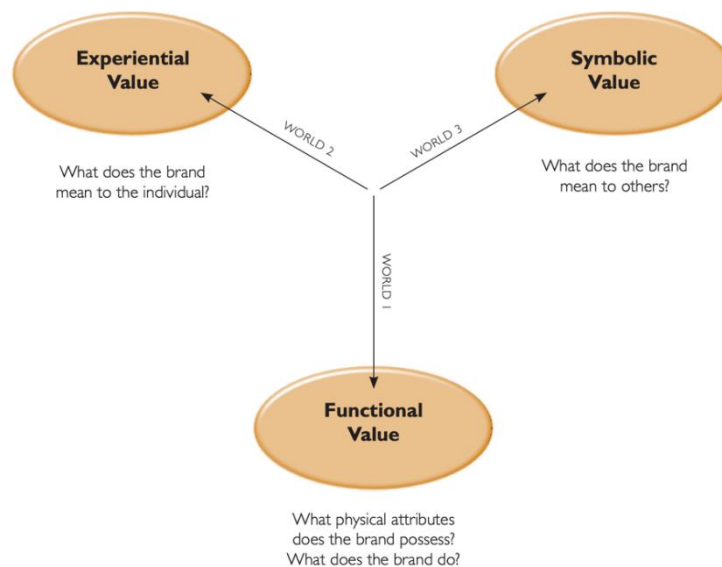 Experiential
Value
Symbolic
Value
WORLD 2
WORLD 3
What does the brand
mean to the individual?
What does the brand
mean to others?
WORLD 1
Functional
Value
What physical attributes
does the brand possess?
What does the brand do?